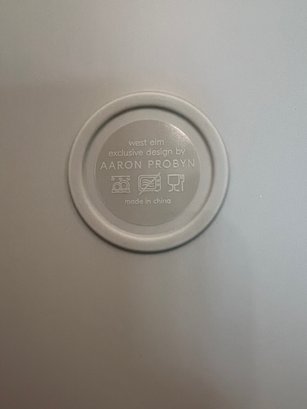 west elm
exclusive design by
AARON PROBYN
made in china